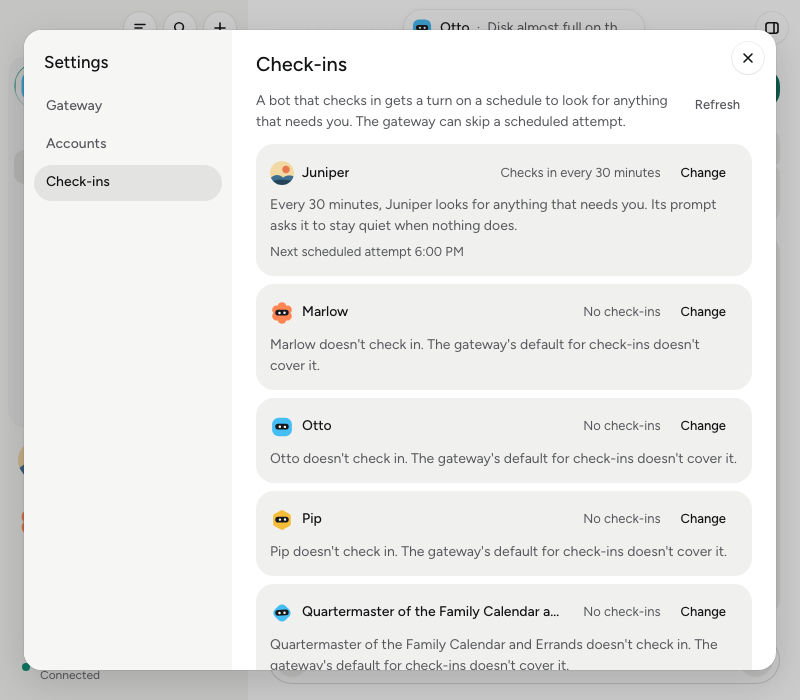 Otto · Disk almost full on th
Settings
Gateway
Accounts
Check-ins
Check-ins
A bot that checks in gets a turn on a schedule to look for anything
that needs you. The gateway can skip a scheduled attempt.
Refresh
Juniper
Checks in every 30 minutes
Change
Every 30 minutes, Juniper looks for anything that needs you. Its prompt
asks it to stay quiet when nothing does.
Next scheduled attempt 6:00 PM
Marlow
No check-ins
Change
Marlow doesn't check in. The gateway's default for check-ins doesn't
cover it.
Otto
No check-ins
Change
Otto doesn't check in. The gateway's default for check-ins doesn't cover it.
Pip
No check-ins
Change
Pip doesn't check in. The gateway's default for check-ins doesn't cover it.
Quartermaster of the Family Calendar a...
No check-ins
Change
Quartermaster of the Family Calendar and Errands doesn't check in. The
gateway's default for check-ins doesn't cover it.
Connected